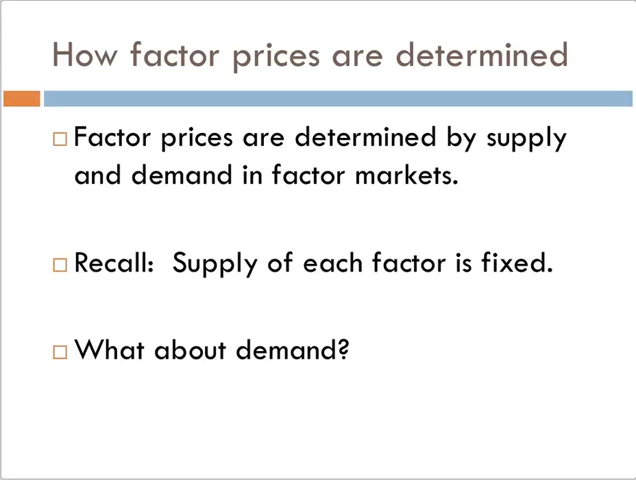 How factor prices are determined
Factor prices are determined by supply
and demand in factor markets.
Recall:  Supply of each factor is fixed.
What about demand?